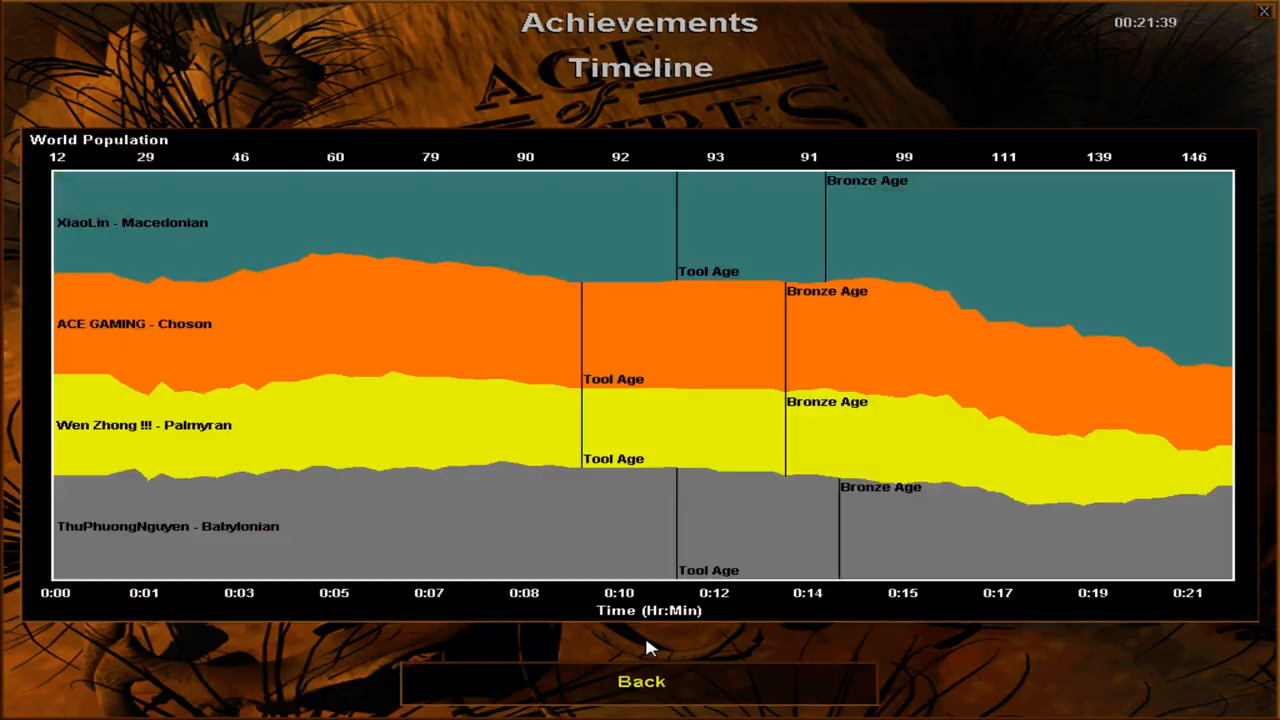 Achievements
00:21:39
Timeline
AGE
of
World Population
12 29 46 60 79 90 92 93 91 99 111 139 146
Bronze Age
XiaoLin - Macedonian
Tool Age
Bronze Age
ACE GAMING - Choson
Tool Age
Bronze Age
Wen Zhong !!! - Palmyran
Tool Age
Bronze Age
ThuPhuongNguyen - Babylonian
Tool Age
0:00 0:01 0:03 0:05 0:07 0:08 0:10 0:12 0:14 0:15 0:17 0:19 0:21
Time (Hr:Min)
Back